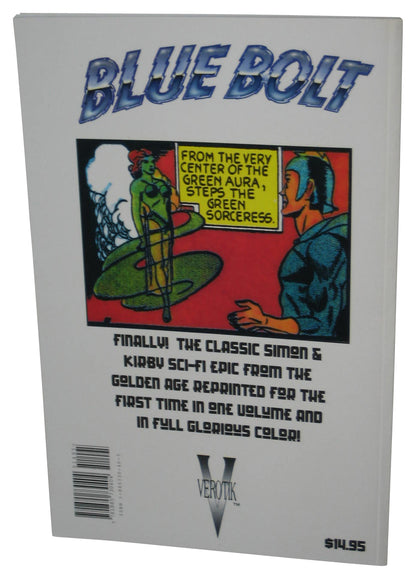 BLUE BOLT
FROM THE VERY
CENTER OF THE
GREEN AURA,
STEPS THE
GREEN
SORCERESS.
FINALLY! THE CLASSIC SIMON &
KIRBY SCI-FI EPIC FROM THE
GOLDEN AGE REPRINTED FOR THE
FIRST TIME IN ONE VOLUME AND
IN FULL GLORIOUS COLOR!
VEROTIK ™
$14.95